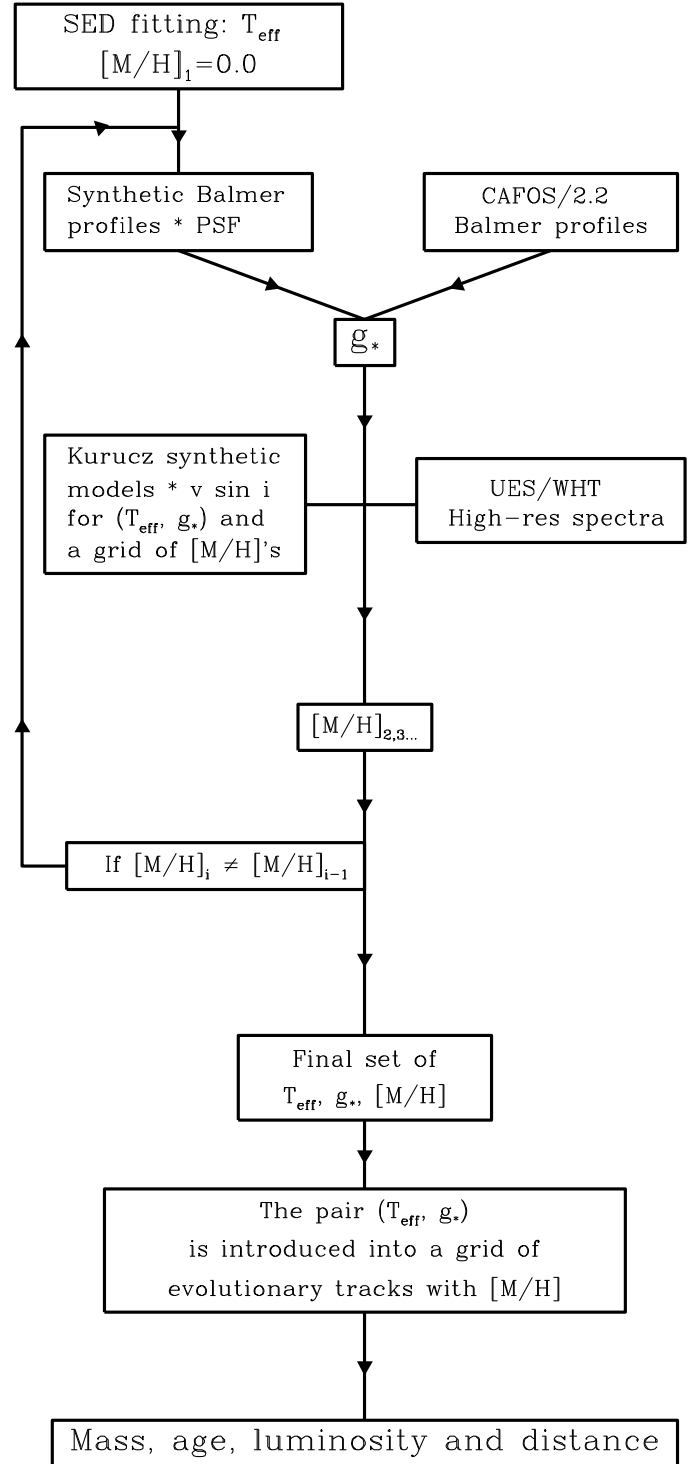 SED fitting: T_eff
[M/H]_1=0.0
Synthetic Balmer
profiles * PSF
CAFOS/2.2
Balmer profiles
g_*
Kurucz synthetic
models * v sin i
for (T_eff, g_*) and
a grid of [M/H]'s
UES/WHT
High-res spectra
[M/H]_2,3...
If [M/H]_i ≠ [M/H]_i-1
Final set of
T_eff, g_*, [M/H]
The pair (T_eff, g_*)
is introduced into a grid of
evolutionary tracks with [M/H]
Mass, age, luminosity and distance